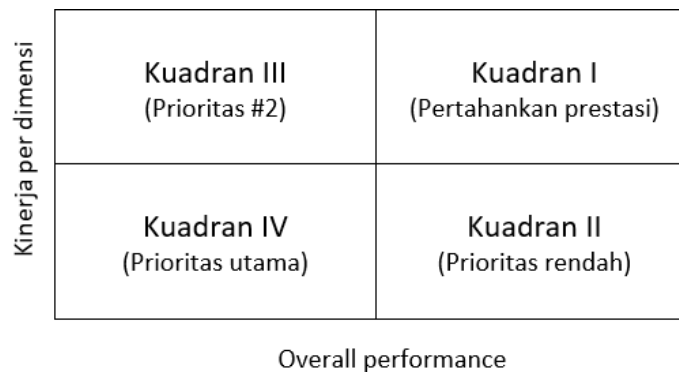 Kinerja per dimensi
Kuadran III
(Prioritas #2)
Kuadran I
(Pertahankan prestasi)
Kuadran IV
(Prioritas utama)
Kuadran II
(Prioritas rendah)
Overall performance